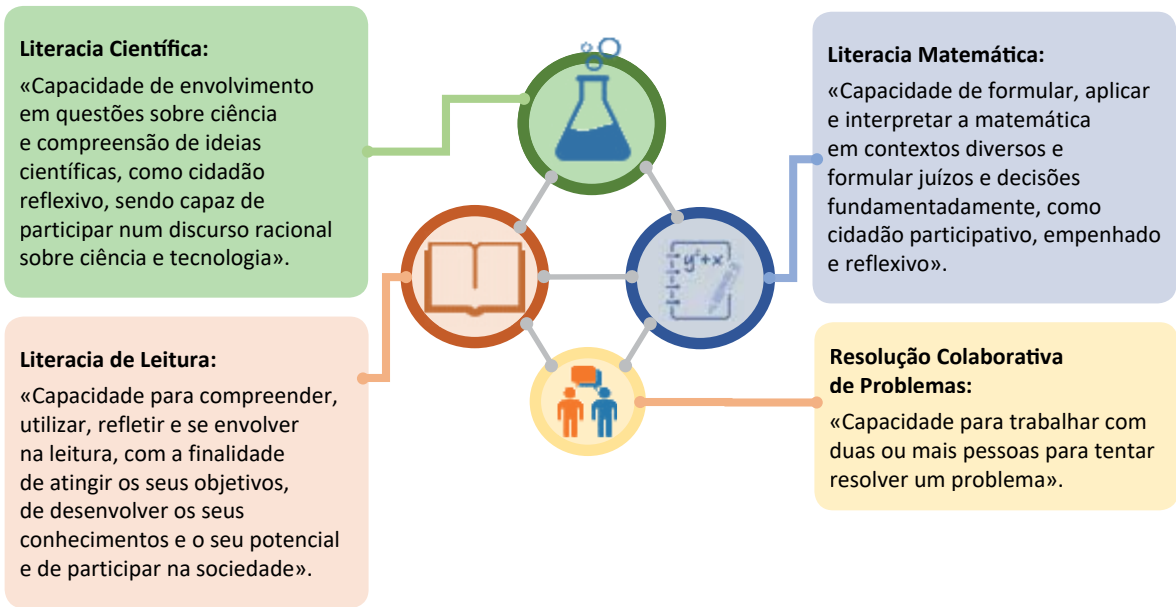 Literacia Científica:
«Capacidade de envolvimento
em questões sobre ciência
e compreensão de ideias
científicas, como cidadão
reflexivo, sendo capaz de
participar num discurso racional
sobre ciência e tecnologia».
Literacia de Leitura:
«Capacidade para compreender,
utilizar, refletir e se envolver
na leitura, com a finalidade
de atingir os seus objetivos,
de desenvolver os seus
conhecimentos e o seu potencial
e de participar na sociedade».
y²+x
Literacia Matemática:
«Capacidade de formular, aplicar
e interpretar a matemática
em contextos diversos e
formular juízos e decisões
fundamentadamente, como
cidadão participativo, empenhado
e reflexivo».
Resolução Colaborativa
de Problemas:
«Capacidade para trabalhar com
duas ou mais pessoas para tentar
resolver um problema».